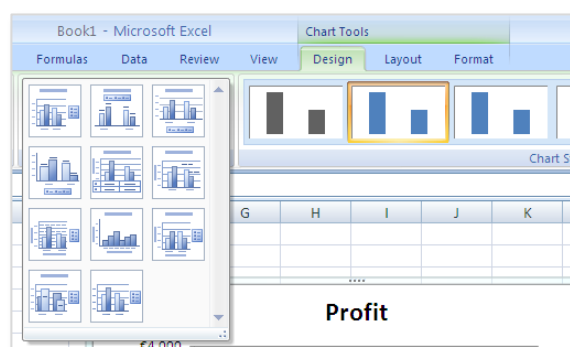 Book1 - Microsoft Excel
Chart Tools
Formulas Data Review View Design Layout Format
Chart S
G H I J K
Profit
€4,000